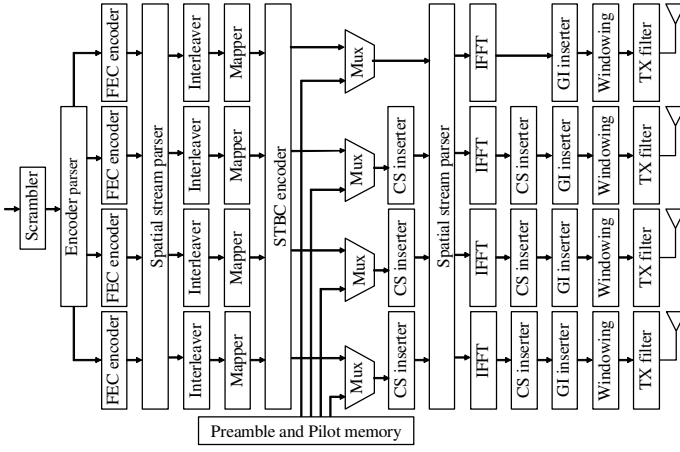 Scrambler
Encoder parser
FEC encoder
FEC encoder
FEC encoder
FEC encoder
Spatial stream parser
Interleaver
Interleaver
Interleaver
Interleaver
Mapper
Mapper
Mapper
Mapper
STBC encoder
Mux
Mux
Mux
Mux
CS inserter
CS inserter
CS inserter
Spatial stream parser
IFFT
IFFT
IFFT
IFFT
CS inserter
CS inserter
CS inserter
GI inserter
GI inserter
GI inserter
GI inserter
Windowing
Windowing
Windowing
Windowing
TX filter
TX filter
TX filter
TX filter
Preamble and Pilot memory